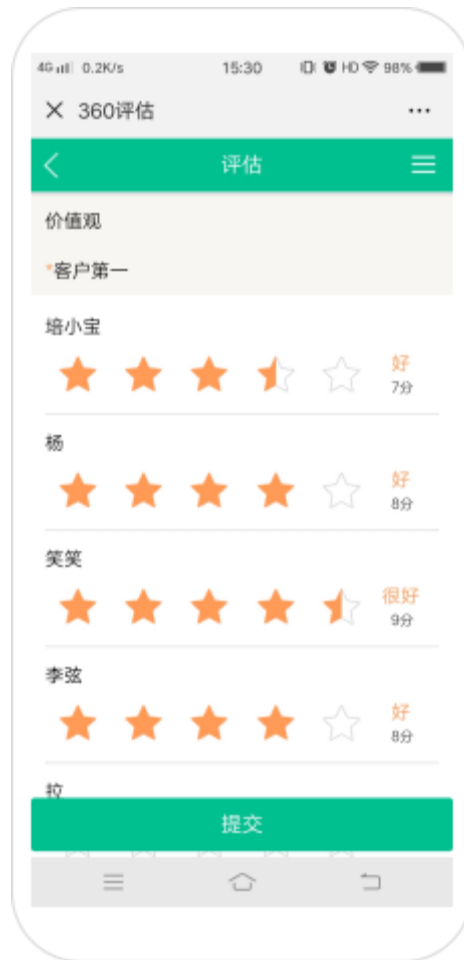 4G 0.2K/s 15:30 HD 98%
× 360评估 ···
评估
价值观
*客户第一
培小宝
好
7分
杨
好
8分
笑笑
很好
9分
李弦
好
8分
拉
提交